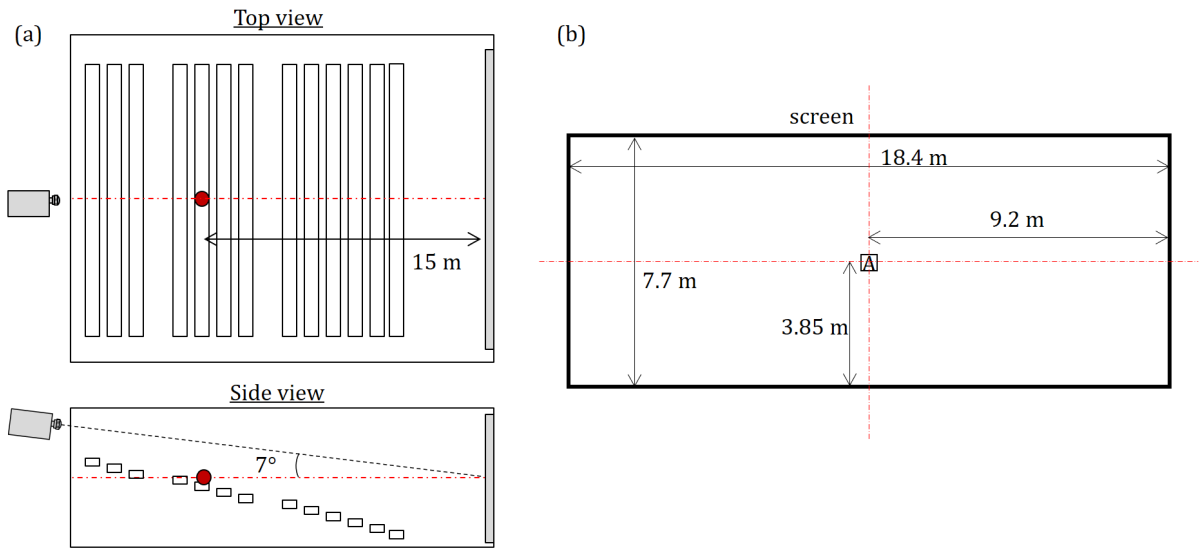 (a)
Top view
15 m
Side view
7°
(b)
screen
18.4 m
9.2 m
A
7.7 m
3.85 m